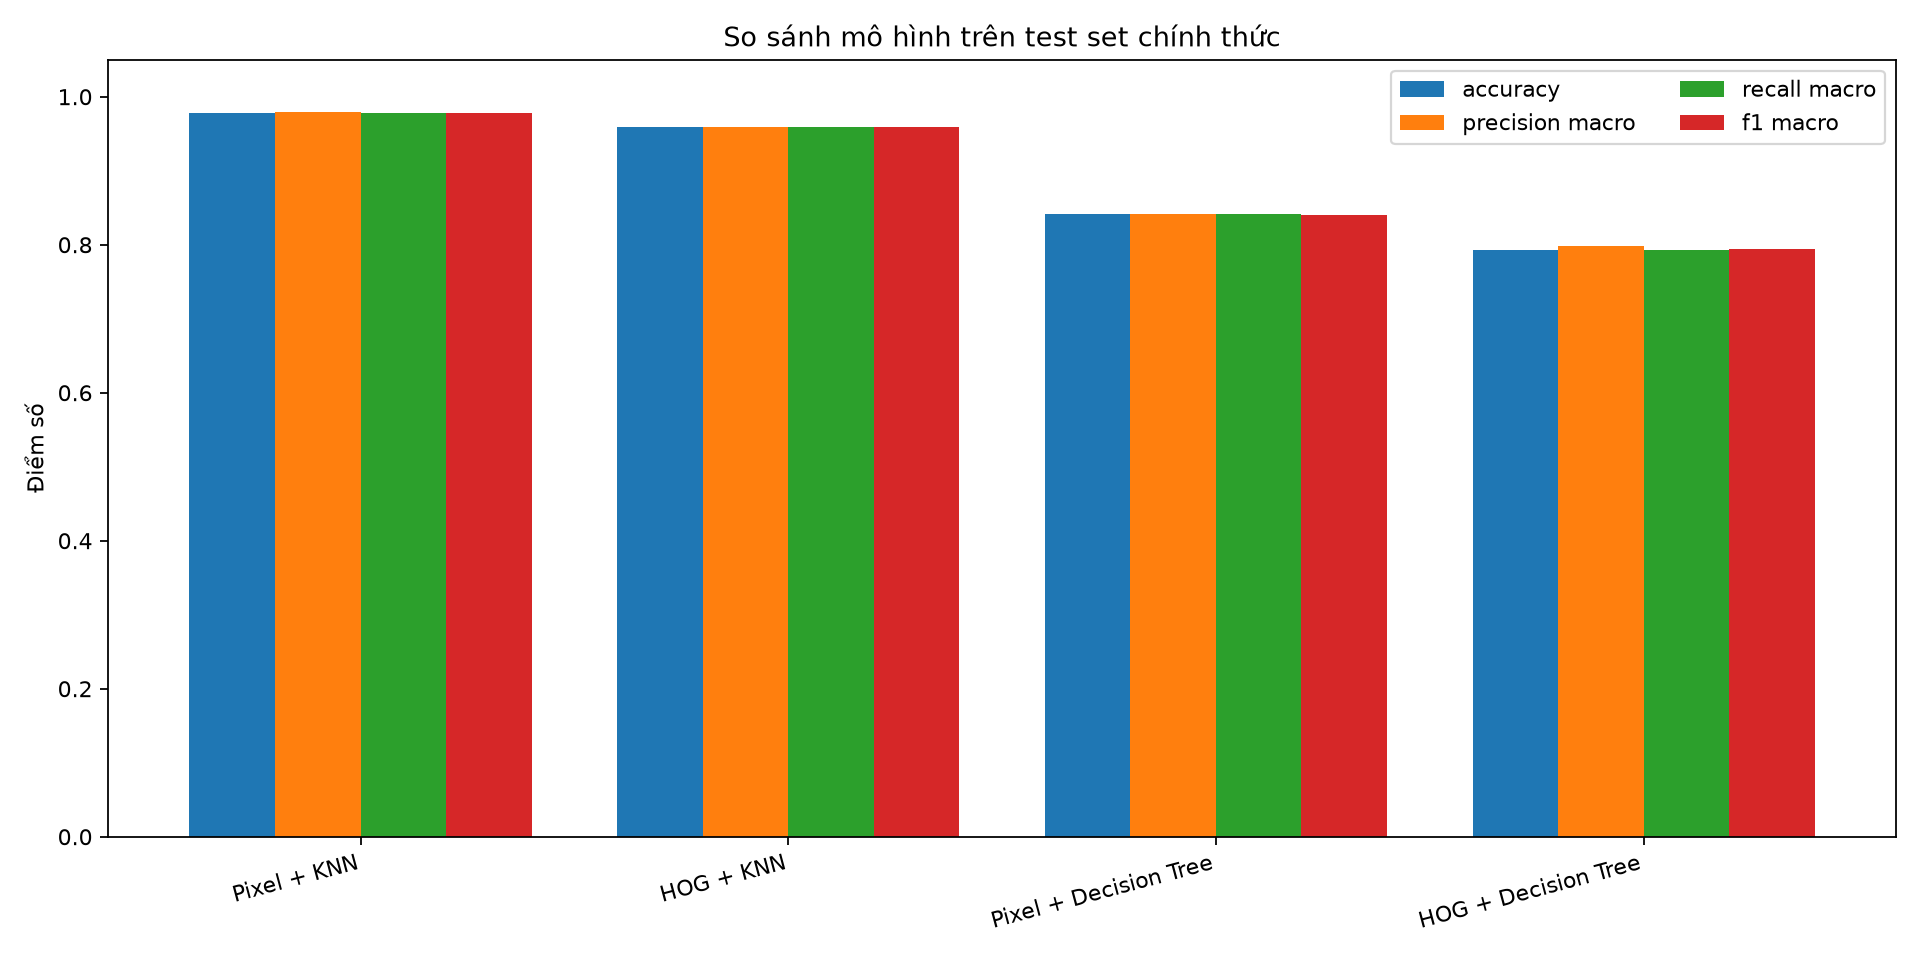 So sánh mô hình trên test set chính thức
accuracy
precision macro
recall macro
f1 macro
Điểm số
1.0
0.8
0.6
0.4
0.2
0.0
Pixel + KNN
HOG + KNN
Pixel + Decision Tree
HOG + Decision Tree